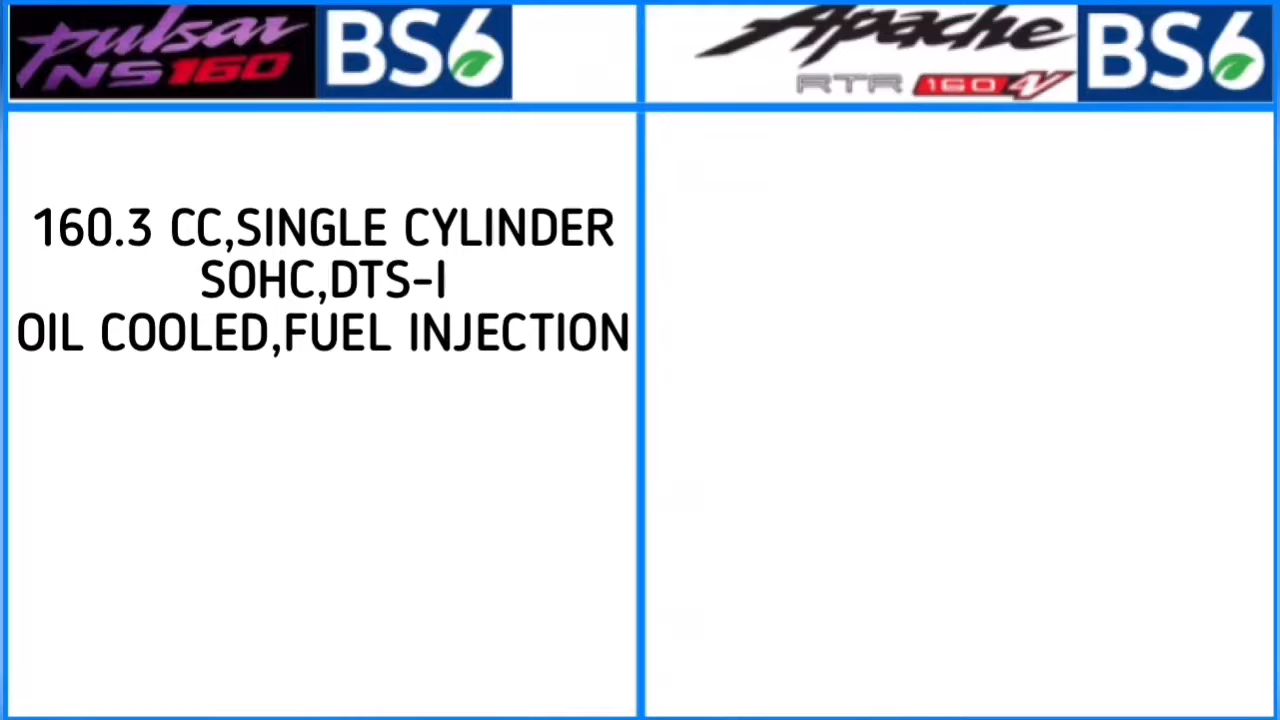 Pulsar
NS160
BS6
Apache
RTR 160 4V
BS6
160.3 CC,SINGLE CYLINDER
SOHC,DTS-I
OIL COOLED,FUEL INJECTION